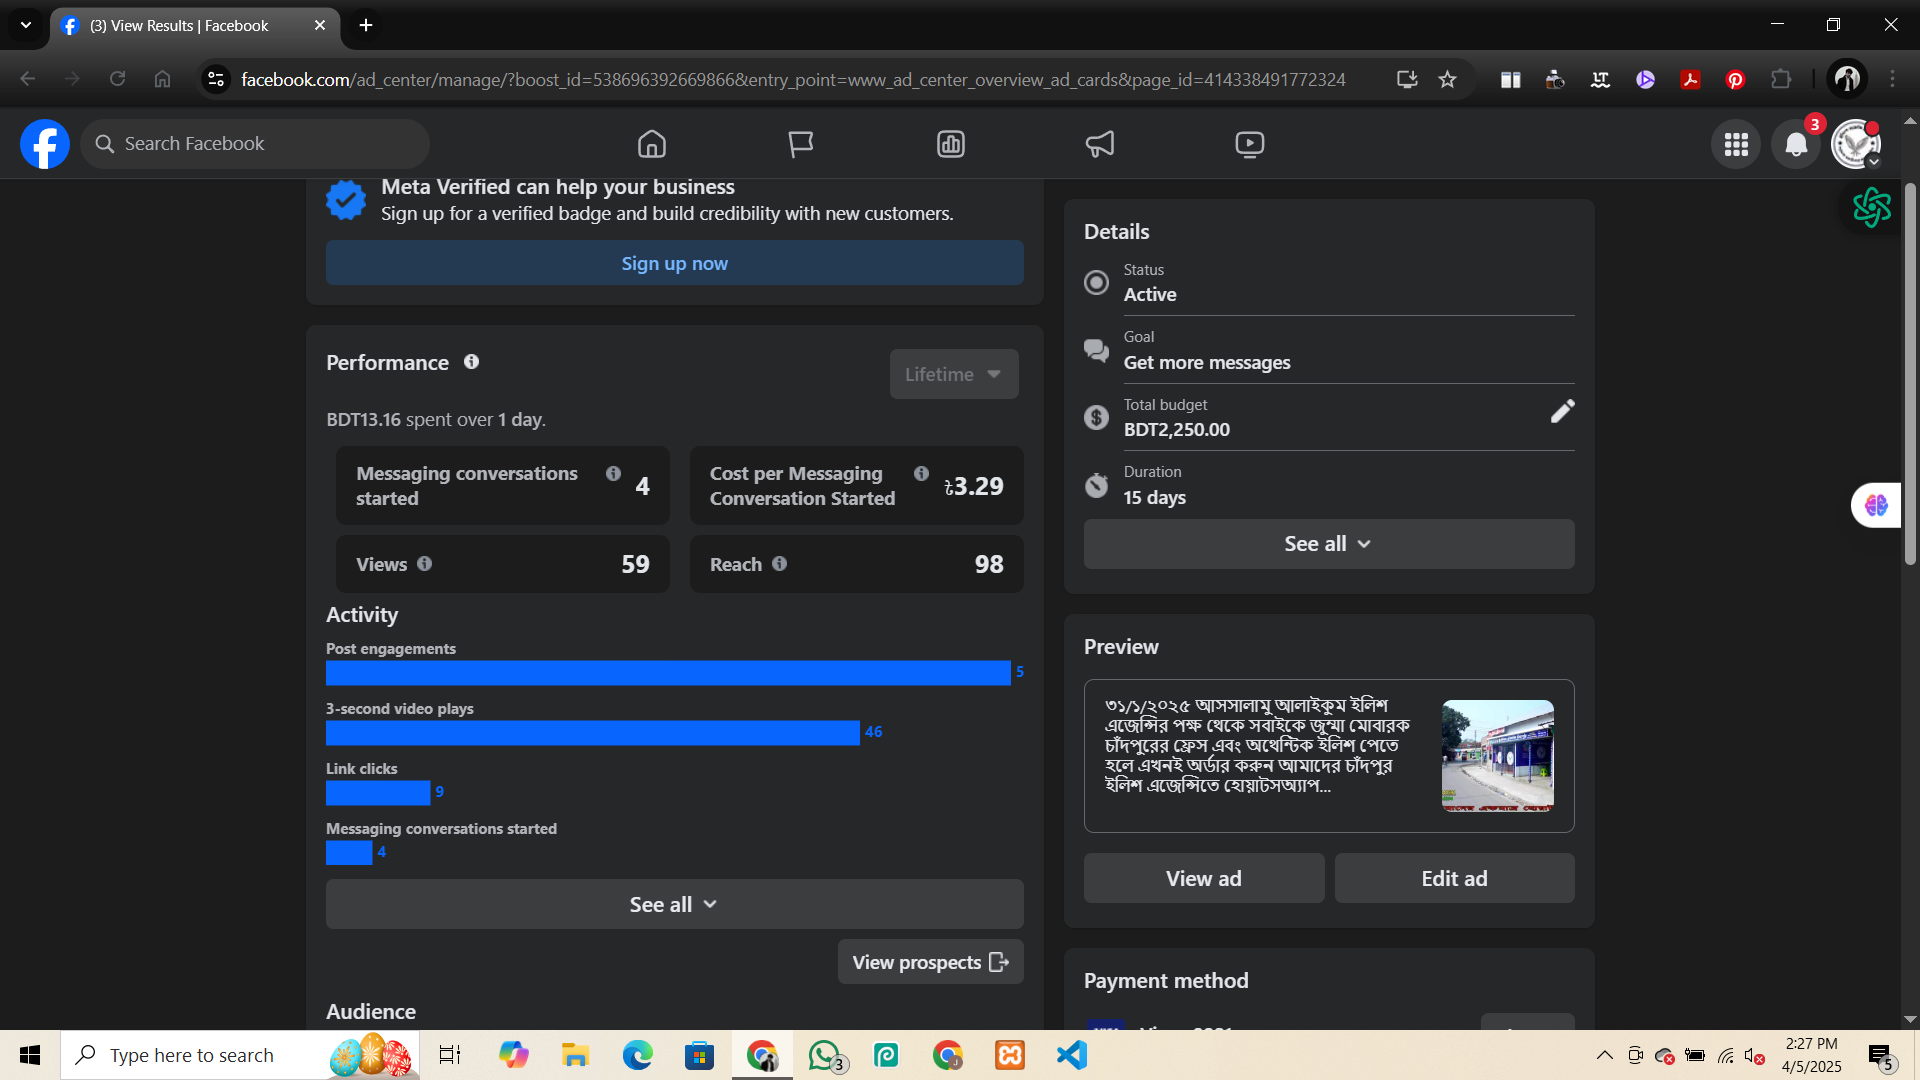 (3) View Results | Facebook
facebook.com/ad_center/manage/?boost_id=538696392669866&entry_point=www_ad_center_overview_ad_cards&page_id=414338491772324
Search Facebook
3
Meta Verified can help your business
Sign up for a verified badge and build credibility with new customers.
Sign up now
Performance
Lifetime
BDT13.16 spent over 1 day.
Messaging conversations started
4
Cost per Messaging Conversation Started
৳3.29
Views
59
Reach
98
Activity
Post engagements
5
3-second video plays
46
Link clicks
9
Messaging conversations started
4
See all
View prospects
Audience
Details
Status
Active
Goal
Get more messages
Total budget
BDT2,250.00
Duration
15 days
See all
Preview
৩১/১/২০২৫ আসসালামু আলাইকুম ইলিশ
এজেন্সির পক্ষ থেকে সবাইকে জুম্মা মোবারক
চাঁদপুরের ফ্রেস এবং অথেন্টিক ইলিশ পেতে
হলে এখনই অর্ডার করুন আমাদের চাঁদপুর
ইলিশ এজেন্সিতে হোয়াটসঅ্যাপ...
View ad
Edit ad
Payment method
Type here to search
3
2:27 PM
4/5/2025
5